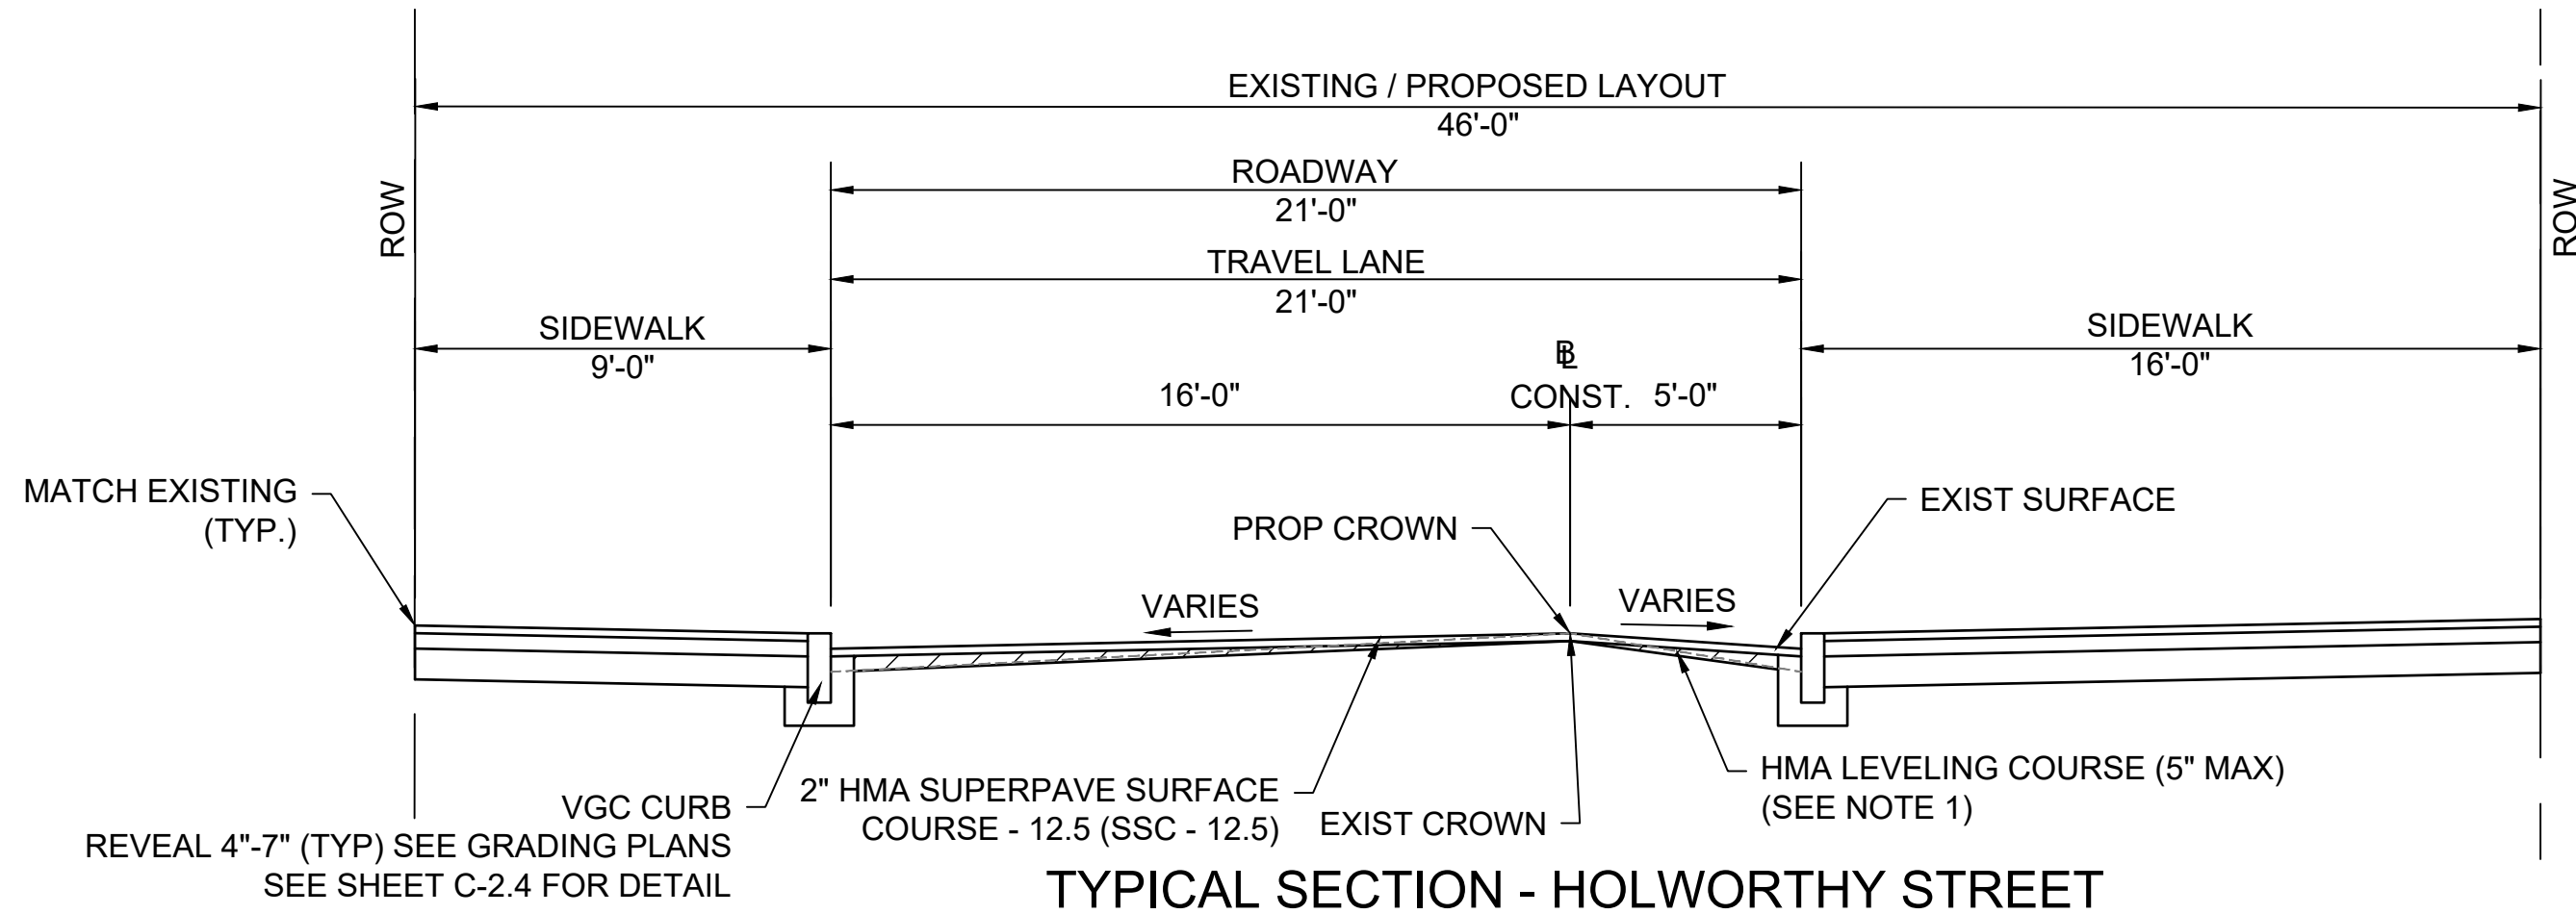 EXISTING / PROPOSED LAYOUT
46'-0"
ROW
ROW
ROADWAY
21'-0"
TRAVEL LANE
21'-0"
SIDEWALK
9'-0"
SIDEWALK
16'-0"
BL
CONST.
16'-0"
5'-0"
MATCH EXISTING
(TYP.)
PROP CROWN
EXIST SURFACE
VARIES
VARIES
VGC CURB
REVEAL 4"-7" (TYP) SEE GRADING PLANS
SEE SHEET C-2.4 FOR DETAIL
2" HMA SUPERPAVE SURFACE
COURSE - 12.5 (SSC - 12.5)
EXIST CROWN
HMA LEVELING COURSE (5" MAX)
(SEE NOTE 1)
TYPICAL SECTION - HOLWORTHY STREET